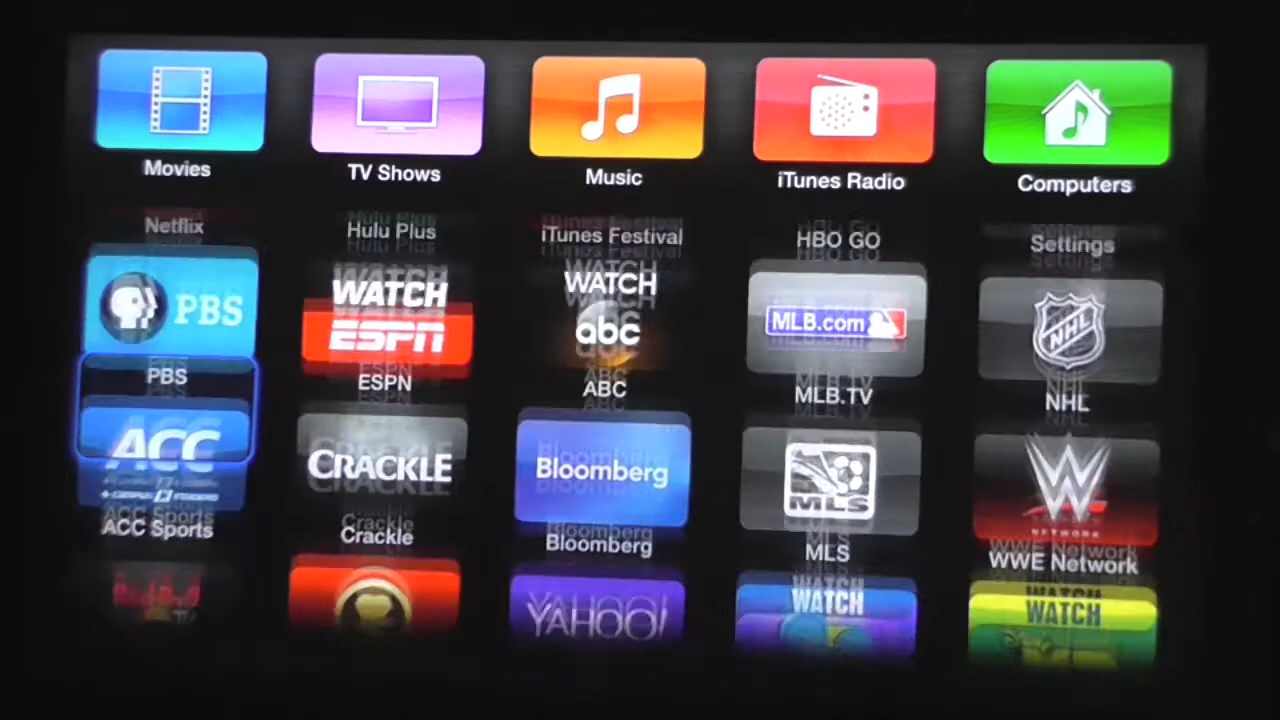 Movies
TV Shows
Music
iTunes Radio
Computers
Netflix
Hulu Plus
iTunes Festival
HBO GO
Settings
PBS
WATCH
ESPN
WATCH
abc
MLB.com
NHL
PBS
ESPN
ABC
MLB.TV
NHL
ACC
CRACKLE
Bloomberg
MLS
W
NETWORK
ACC Sports
Crackle
Bloomberg
MLS
WWE Network
YAHOO!
WATCH
WATCH